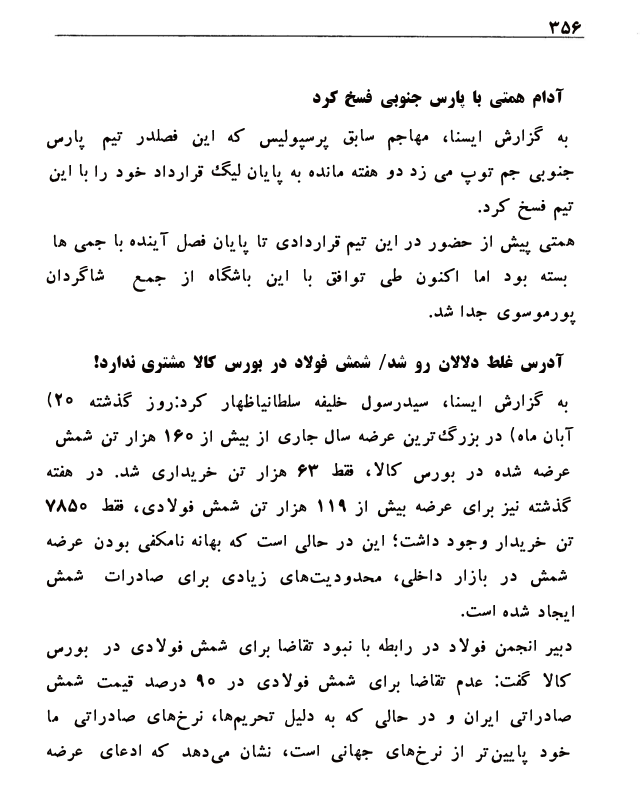 ۳۵۶
آدام همتی با پارس جنوبی فسخ کرد
به گزارش ایسنا، مهاجم سابق پرسپولیس که این فصلدر تیم پارس
جنوبی جم توپ می زد دو هفته مانده به پایان لیگ قرارداد خود را با این
تیم فسخ کرد.
همتی پیش از حضور در این تیم قراردادی تا پایان فصل آینده با جمی ها
بسته بود اما اکنون طی توافق با این باشگاه از جمع شاگردان
پورموسوی جدا شد.
آدرس غلط دلالان رو شد/ شمش فولاد در بورس کالا مشتری ندارد!
به گزارش ایسنا، سیدرسول خلیفه سلطانیاظهار کرد:روز گذشته ۲۰)
آبان ماه) در بزرگ‌ترین عرضه سال جاری از بیش از ۱۶۰ هزار تن شمش
عرضه شده در بورس کالا، فقط ۶۳ هزار تن خریداری شد. در هفته
گذشته نیز برای عرضه بیش از ۱۱۹ هزار تن شمش فولادی، فقط ۷۸۵۰
تن خریدار وجود داشت؛ این در حالی است که بهانه نامکفی بودن عرضه
شمش در بازار داخلی، محدودیت‌های زیادی برای صادرات شمش
ایجاد شده است.
دبیر انجمن فولاد در رابطه با نبود تقاضا برای شمش فولادی در بورس
کالا گفت: عدم تقاضا برای شمش فولادی در ۹۰ درصد قیمت شمش
صادراتی ایران و در حالی که به دلیل تحریم‌ها، نرخ‌های صادراتی ما
خود پایین‌تر از نرخ‌های جهانی است، نشان می‌دهد که ادعای عرضه